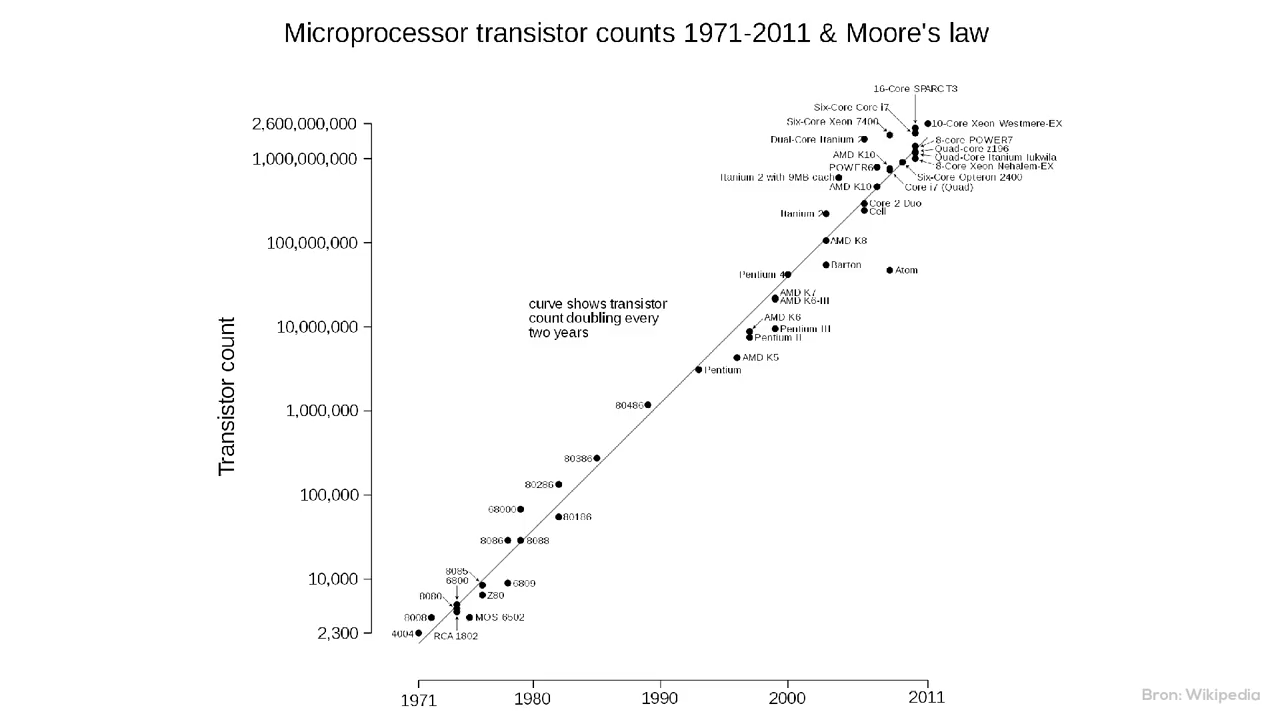 Microprocessor transistor counts 1971-2011 & Moore's law
16-Core SPARC T3
Six-Core Core i7
Six-Core Xeon 7400
10-Core Xeon Westmere-EX
Dual-Core Itanium 2
8-core POWER7
Quad-core z196
AMD K10
Quad-Core Itanium Tukwila
POWER6
8-Core Xeon Nehalem-EX
Itanium 2 with 9MB cache
Six-Core Opteron 2400
AMD K10
Core i7 (Quad)
Core 2 Duo
Itanium 2
Cell
AMD K8
Barton
Pentium 4
Atom
AMD K7
AMD K6-III
curve shows transistor
count doubling every
two years
AMD K6
Pentium III
Pentium II
AMD K5
Pentium
80486
80386
80286
68000
80186
8086
8088
8085
6800
6809
8080
Z80
8008
MOS 6502
4004
RCA 1802
2,600,000,000
1,000,000,000
100,000,000
10,000,000
1,000,000
100,000
10,000
2,300
Transistor count
1971
1980
1990
2000
2011
Bron: Wikipedia